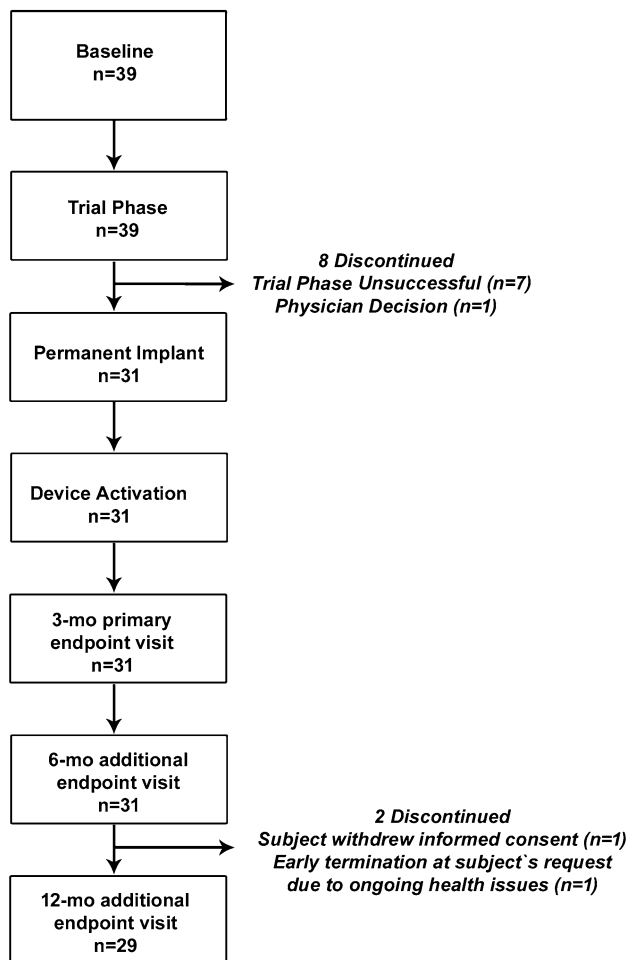 Baseline
n=39
Trial Phase
n=39
8 Discontinued
Trial Phase Unsuccessful (n=7)
Physician Decision (n=1)
Permanent Implant
n=31
Device Activation
n=31
3-mo primary
endpoint visit
n=31
6-mo additional
endpoint visit
n=31
2 Discontinued
Subject withdrew informed consent (n=1)
Early termination at subject`s request
due to ongoing health issues (n=1)
12-mo additional
endpoint visit
n=29